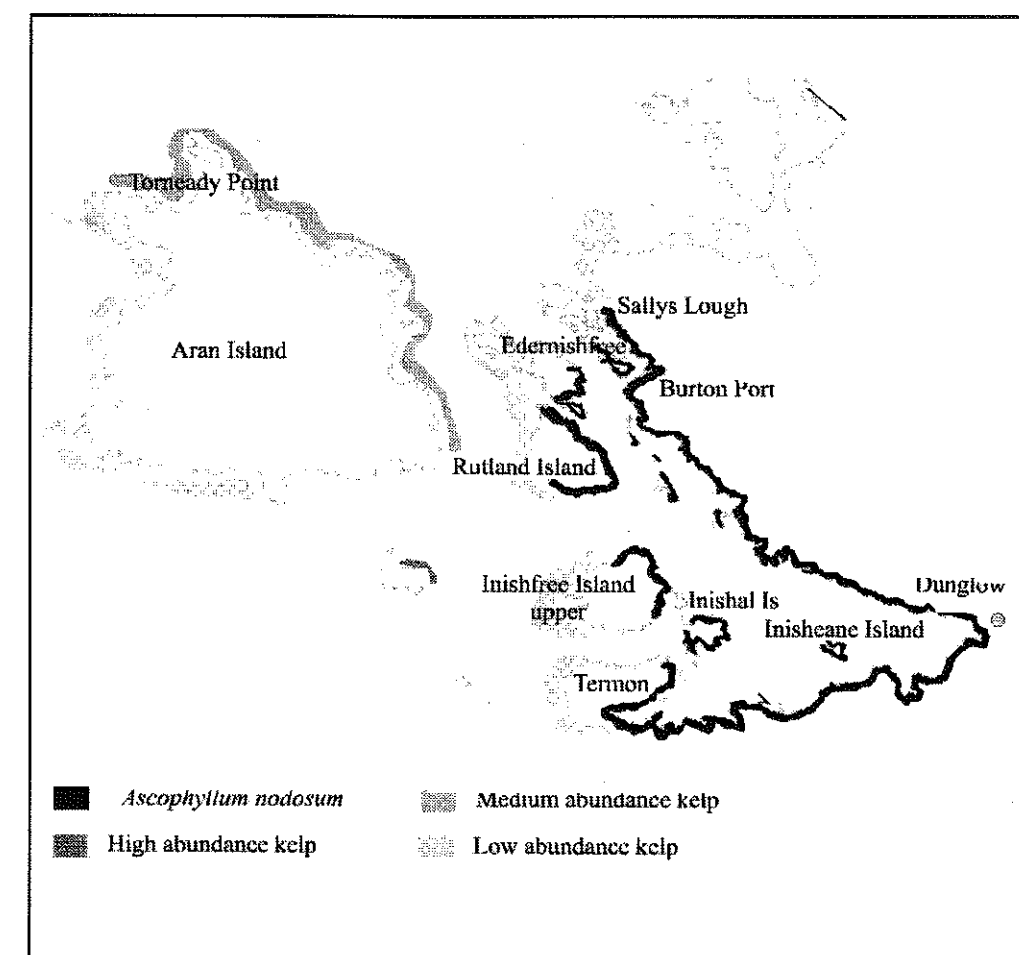 Torneady Point
Sallys Lough
Edernishfree
Aran Island
Burton Port
Rutland Island
Inishfree Island
upper
Dunglow
Inishal Is
Inisheane Island
Termon
Ascophyllum nodosum
Medium abundance kelp
High abundance kelp
Low abundance kelp